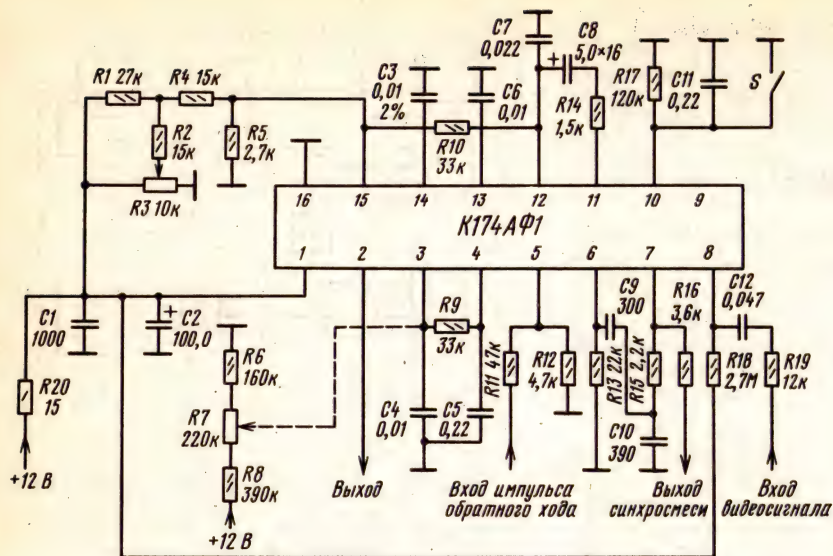 C7
0,022
C8
5,0×16
R1 27к
R4 15к
C3
0,01
2%
C6
0,01
R17
120к
C11
0,22
S
R2
15к
R5
2,7к
R14
1,5к
R10
33к
R3 10к
16
15
14
13
12
11
10
9
К174АФ1
1
2
3
4
5
6
7
8
C1
1000
C2
100,0
R9
33к
C9
300
R16
3,6к
C12
0,047
R6
160к
R11 47к
R12
4,7к
R13 22к
R15 2,2к
R18
2,7М
R19
12к
R20
15
R7
220к
C4
0,01
C5
0,22
C10
390
R8
390к
+12 В
+12 В
Выход
Вход импульса
обратного хода
Выход
синхросмеси
Вход
видеосигнала